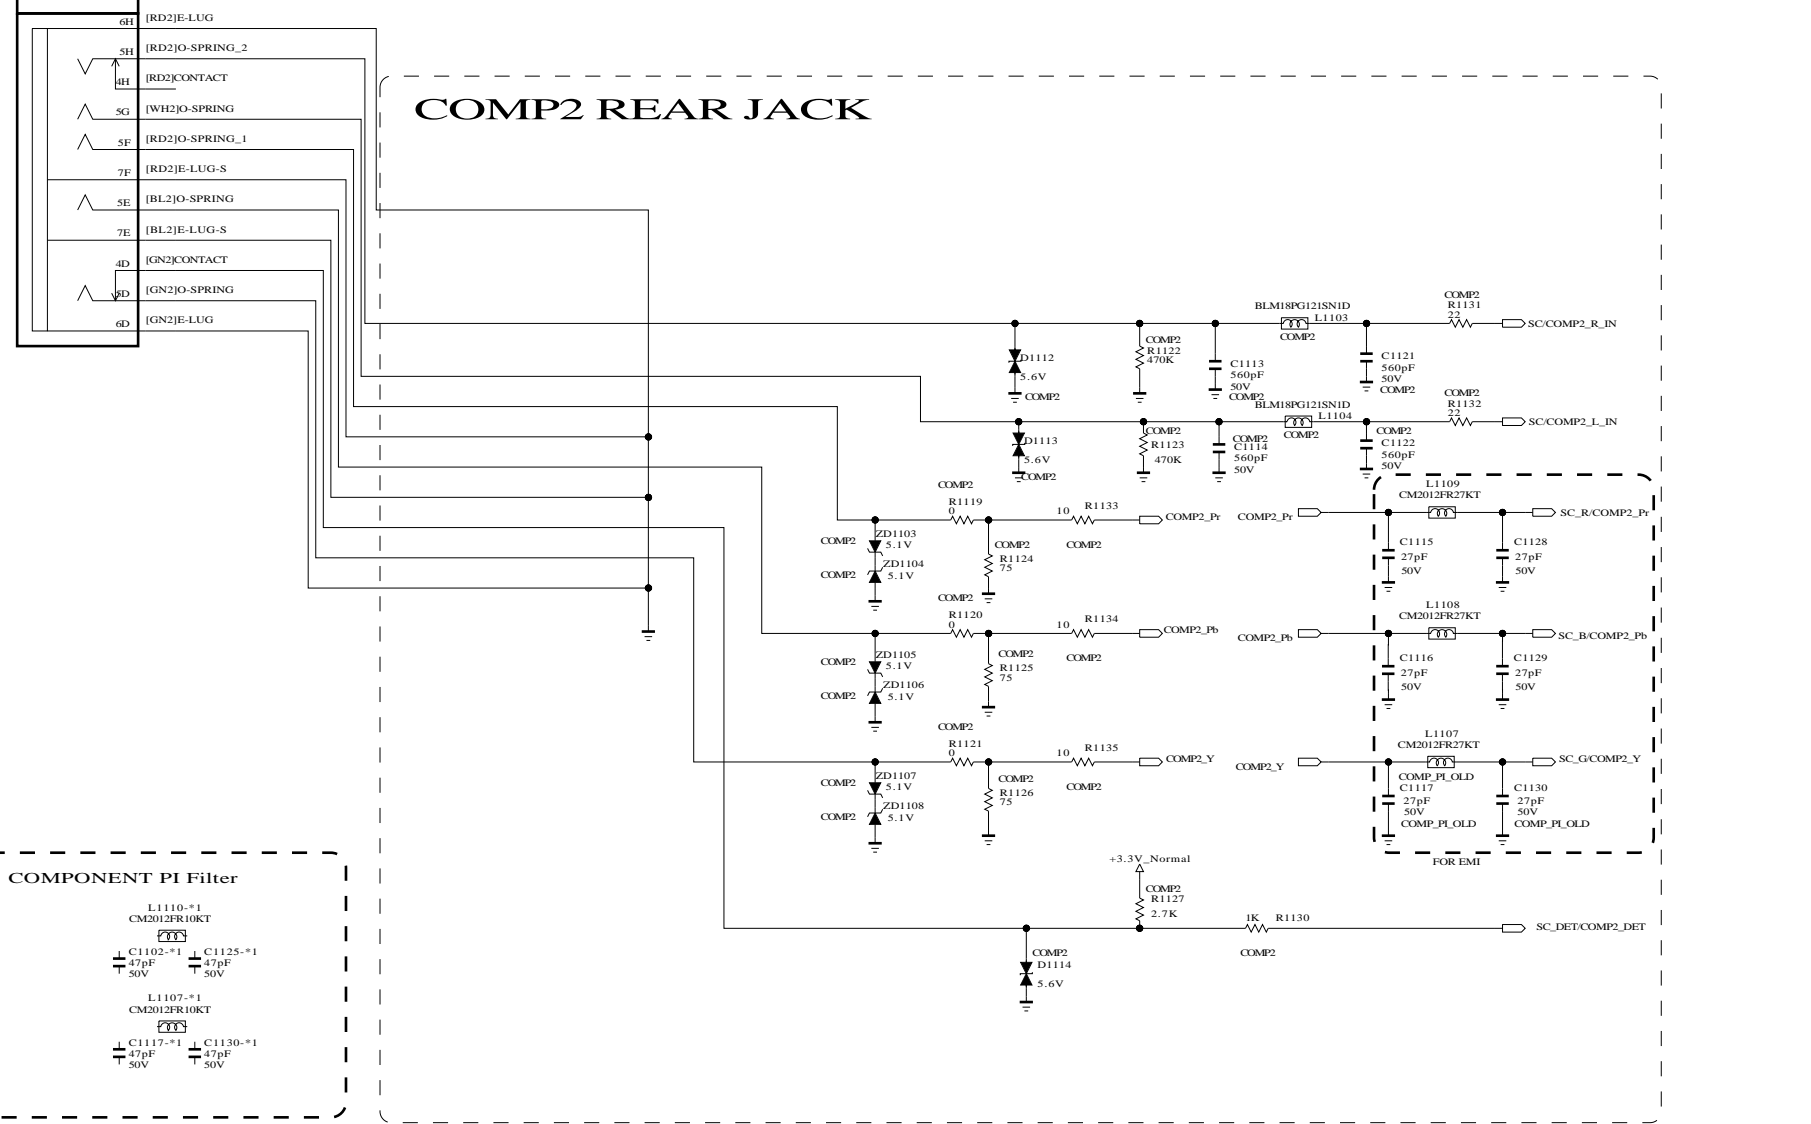 6H [RD2]E-LUG
5H [RD2]O-SPRING_2
4H [RD2]CONTACT
5G [WH2]O-SPRING
5F [RD2]O-SPRING_1
7F [RD2]E-LUG-S
5E [BL2]O-SPRING
7E [BL2]E-LUG-S
4D [GN2]CONTACT
5D [GN2]O-SPRING
6D [GN2]E-LUG
COMP2 REAR JACK
D1112
5.6V
COMP2
COMP2
R1122
470K
C1113
560pF
50V
COMP2
BLM18PG121SN1D
L1103
COMP2
C1121
560pF
50V
COMP2
COMP2
R1131
22
SC/COMP2_R_IN
D1113
5.6V
COMP2
COMP2
R1123
470K
COMP2
C1114
560pF
50V
BLM18PG121SN1D
L1104
COMP2
COMP2
C1122
560pF
50V
COMP2
R1132
22
SC/COMP2_L_IN
COMP2
R1119
0
COMP2
ZD1103
5.1V
COMP2
ZD1104
5.1V
COMP2
R1124
75
10 R1133
COMP2
COMP2_Pr
COMP2_Pr
L1109
CM2012FR27KT
C1115
27pF
50V
C1128
27pF
50V
SC_R/COMP2_Pr
COMP2
R1120
0
COMP2
ZD1105
5.1V
COMP2
ZD1106
5.1V
COMP2
R1125
75
10 R1134
COMP2
COMP2_Pb
COMP2_Pb
L1108
CM2012FR27KT
C1116
27pF
50V
C1129
27pF
50V
SC_B/COMP2_Pb
COMP2
R1121
0
COMP2
ZD1107
5.1V
COMP2
ZD1108
5.1V
COMP2
R1126
75
10 R1135
COMP2
COMP2_Y
COMP2_Y
L1107
CM2012FR27KT
COMP_PI_OLD
C1117
27pF
50V
COMP_PI_OLD
C1130
27pF
50V
COMP_PI_OLD
SC_G/COMP2_Y
FOR EMI
+3.3V_Normal
COMP2
R1127
2.7K
1K R1130
COMP2
SC_DET/COMP2_DET
COMP2
D1114
5.6V
COMPONENT PI Filter
L1110-*1
CM2012FR10KT
C1102-*1
47pF
50V
C1125-*1
47pF
50V
L1107-*1
CM2012FR10KT
C1117-*1
47pF
50V
C1130-*1
47pF
50V